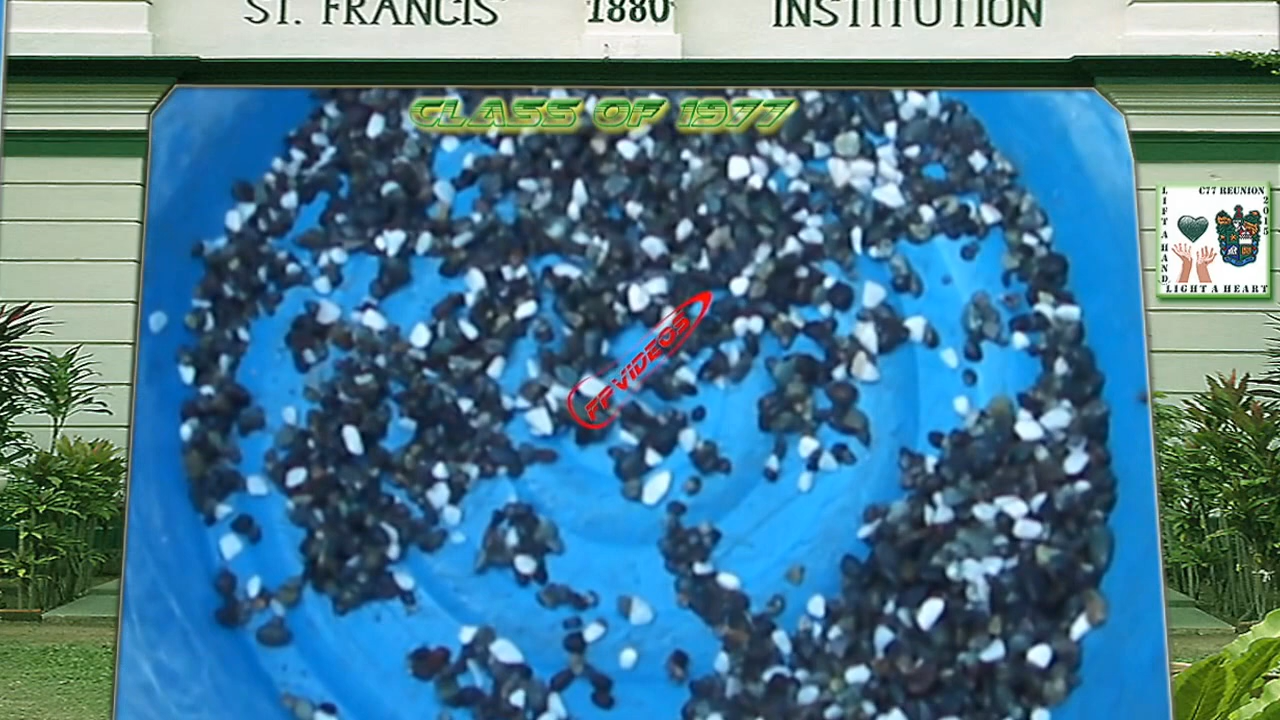 ST. FRANCIS 1880 INSTITUTION
CLASS OF 1977
C77 REUNION
LIFT A HAND
2015
LIGHT A HEART
FF VIDEOS